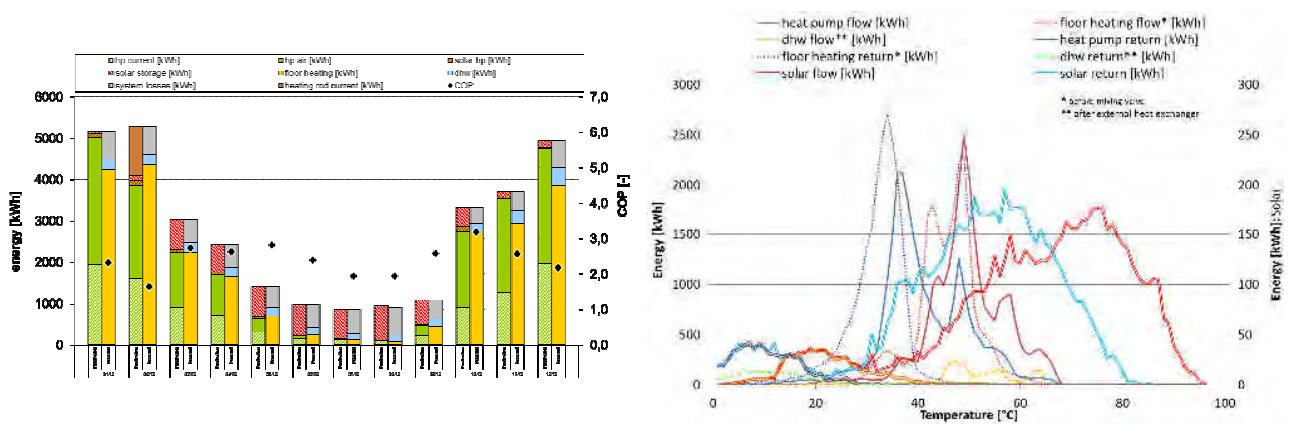 hp current [kWh] hp air [kWh] solar hp [kWh]
solar storage [kWh] floor heating [kWh] dhw [kWh]
system losses [kWh] heating rod current [kWh] COP
6000
5000
4000
3000
2000
1000
0
energy [kWh]
7,0
6,0
5,0
4,0
3,0
2,0
1,0
0,0
COP [-]
heat pump flow [kWh] floor heating flow* [kWh]
dhw flow** [kWh] heat pump return [kWh]
floor heating return* [kWh] dhw return** [kWh]
solar flow [kWh] solar return [kWh]
* before mixing valve
** after external heat exchanger
3000
2500
2000
1500
1000
500
0
Energy [kWh]
300
250
200
150
100
50
0
Energy [kWh]: Solar
0 20 40 60 80 100
Temperature [°C]